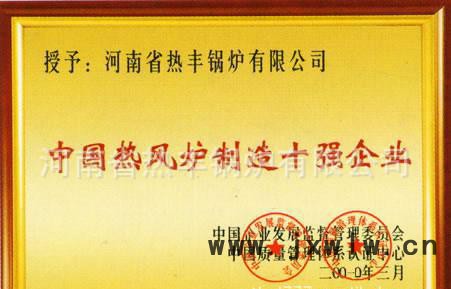 授予：河南省热丰锅炉有限公司
中国热风炉制造十强企业
河南省热丰锅炉有限公司
中国 业发展监督管理委员会
中国质量管理体系认证中心
年三月